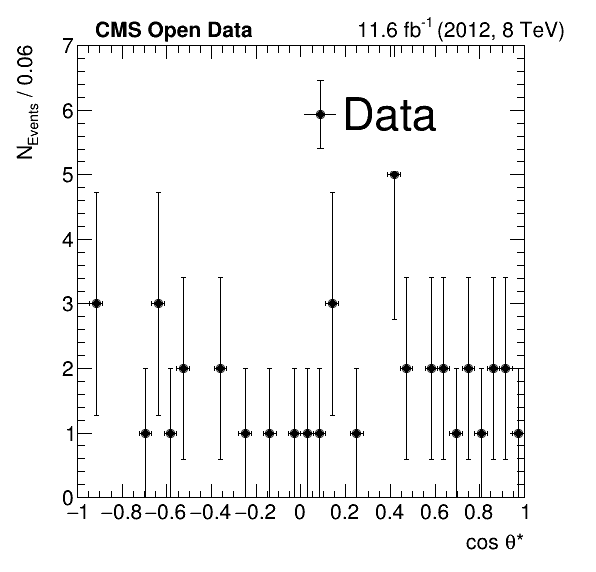 CMS Open Data 11.6 fb⁻¹ (2012, 8 TeV)
N_Events / 0.06
Data
7
6
5
4
3
2
1
0
−1 −0.8 −0.6 −0.4 −0.2 0 0.2 0.4 0.6 0.8 1
cos θ*